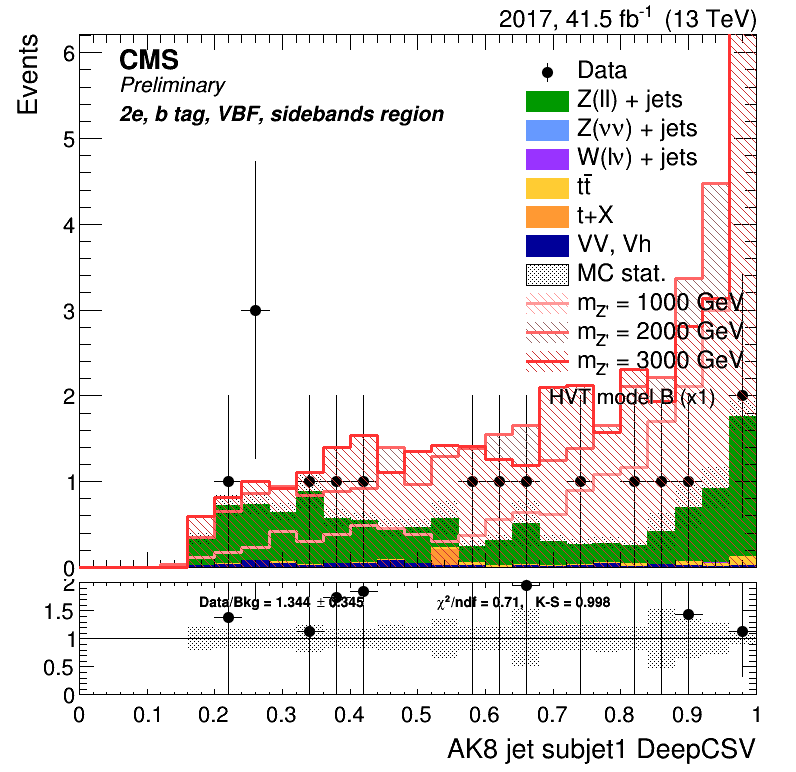 2017, 41.5 fb⁻¹ (13 TeV)
Events
CMS
Preliminary
2e, b tag, VBF, sidebands region
Data
Z(ll) + jets
Z(νν) + jets
W(lν) + jets
tt̄
t+X
VV, Vh
MC stat.
m_Z' = 1000 GeV
m_Z' = 2000 GeV
m_Z' = 3000 GeV
HVT model B (x1)
6
5
4
3
2
1
0
Data/Bkg = 1.344 ± 0.345
χ²/ndf = 0.71, K-S = 0.998
2
1.5
1
0.5
0
0 0.1 0.2 0.3 0.4 0.5 0.6 0.7 0.8 0.9 1
AK8 jet subjet1 DeepCSV